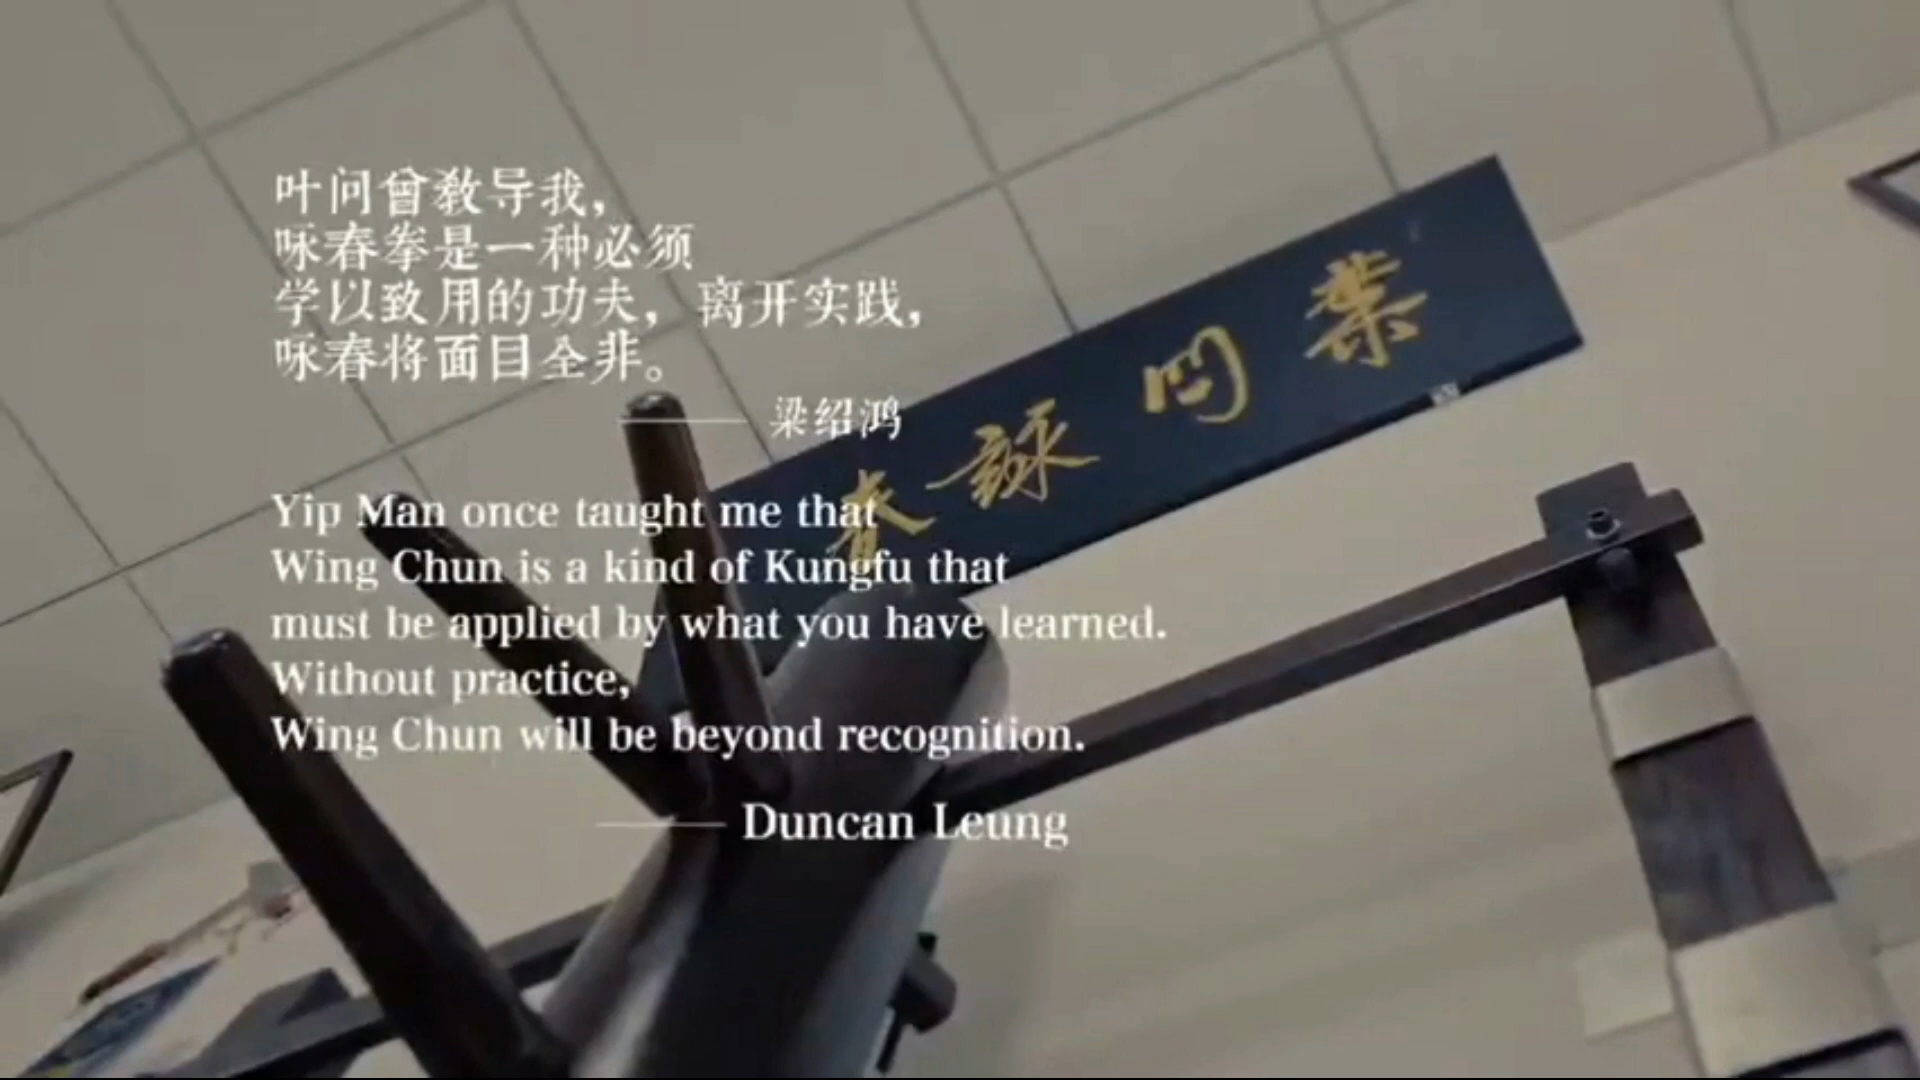 叶问曾教导我，
咏春拳是一种必须
学以致用的功夫，离开实践，
咏春将面目全非。
—— 梁绍鸿
Yip Man once taught me that
Wing Chun is a kind of Kungfu that
must be applied by what you have learned.
Without practice,
Wing Chun will be beyond recognition.
—— Duncan Leung
葉問詠春